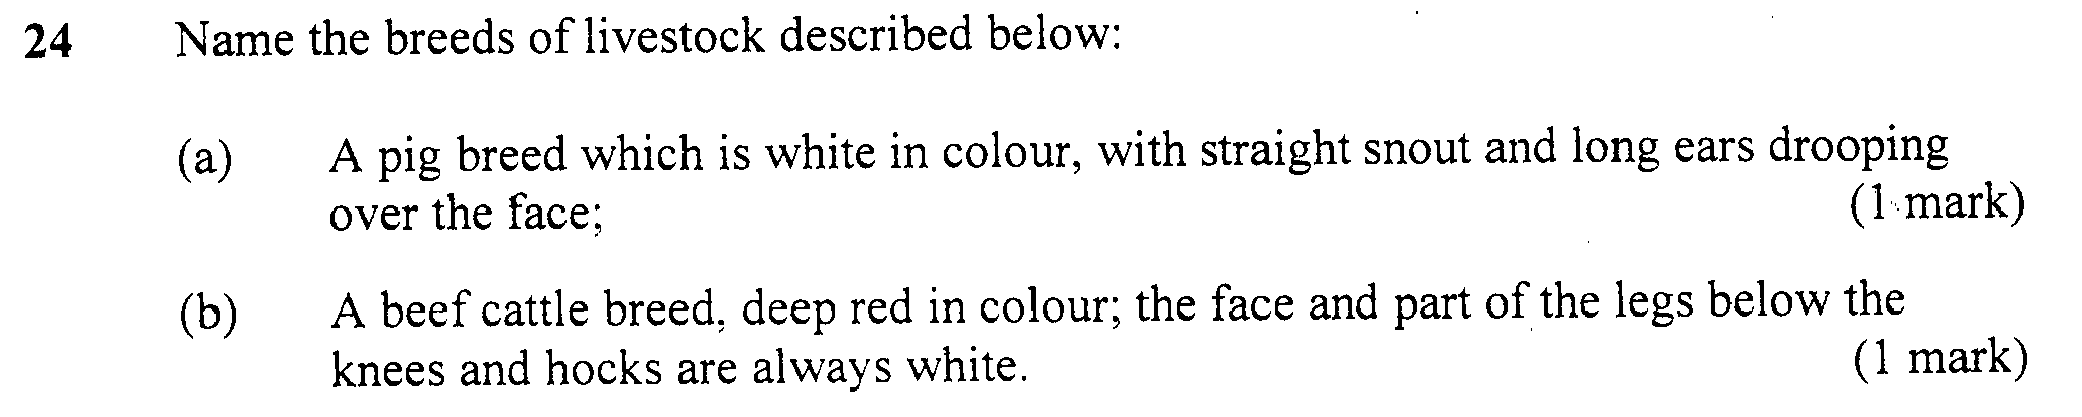 24 Name the breeds of livestock described below:
(a) A pig breed which is white in colour, with straight snout and long ears drooping
over the face; (1 mark)
(b) A beef cattle breed, deep red in colour; the face and part of the legs below the
knees and hocks are always white. (1 mark)